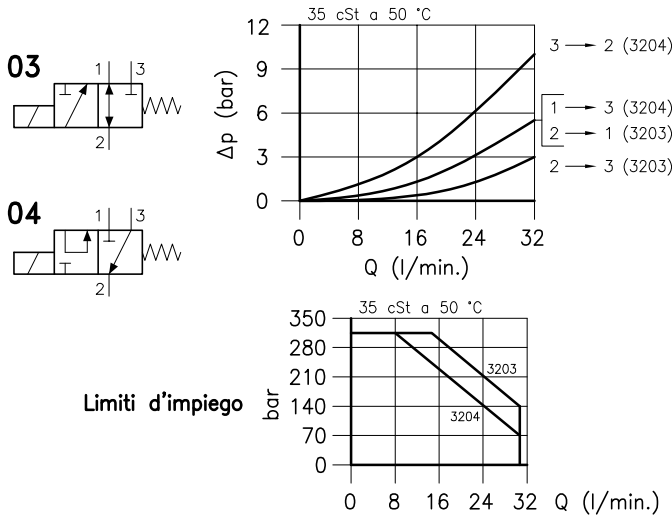 03
1 3
2
04
1 3
2
35 cSt a 50 °C
Δp (bar)
12
9
6
3
0
0 8 16 24 32
Q (l/min.)
3 → 2 (3204)
1 → 3 (3204)
2 → 1 (3203)
2 → 3 (3203)
Limiti d'impiego
35 cSt a 50 °C
bar
350
280
210
140
70
0
3203
3204
0 8 16 24 32 Q (l/min.)